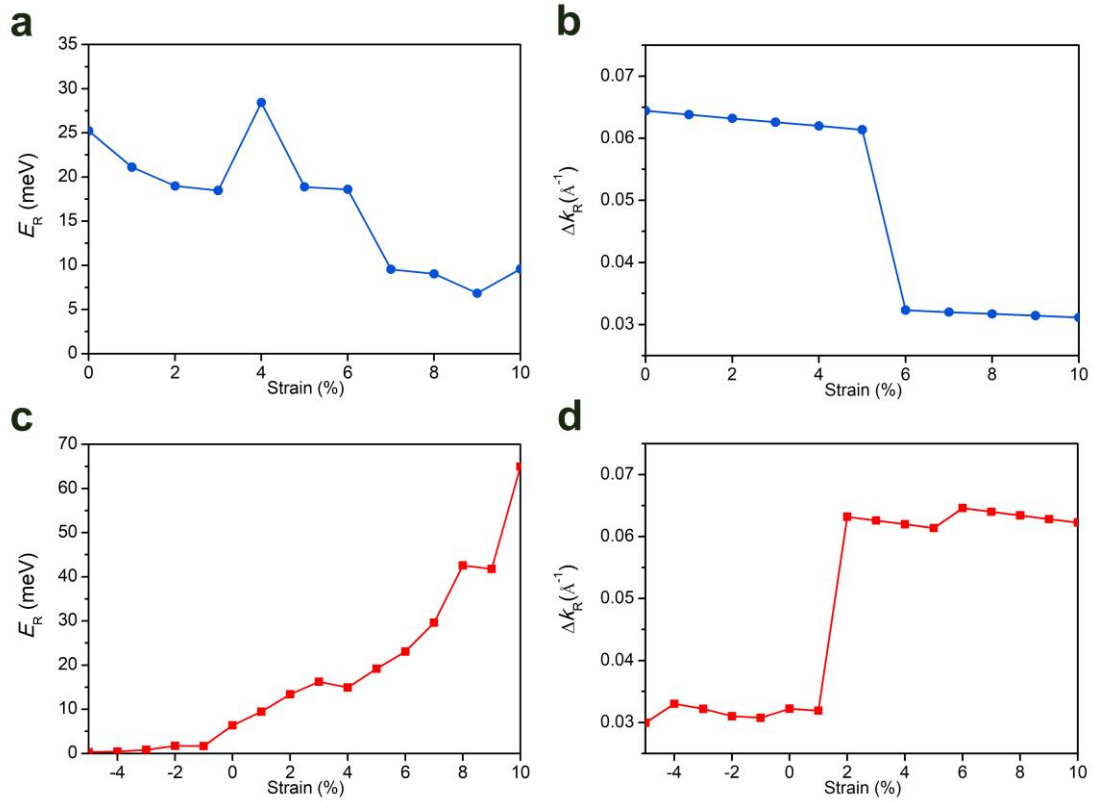 a
35
30
25
20
15
10
5
0
E_R (meV)
0 2 4 6 8 10
Strain (%)
b
0.07
0.06
0.05
0.04
0.03
Δk_R(Å⁻¹)
0 2 4 6 8 10
Strain (%)
c
70
60
50
40
30
20
10
0
E_R (meV)
-4 -2 0 2 4 6 8 10
Strain (%)
d
0.07
0.06
0.05
0.04
0.03
Δk_R(Å⁻¹)
-4 -2 0 2 4 6 8 10
Strain (%)